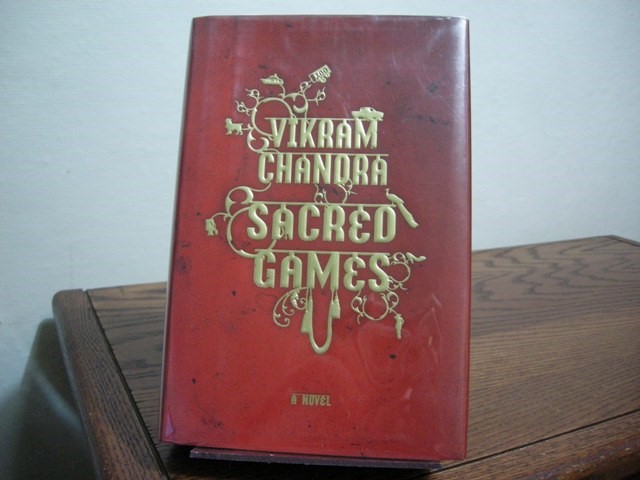 VIKRAM
CHANDRA
SACRED
GAMES
A NOVEL